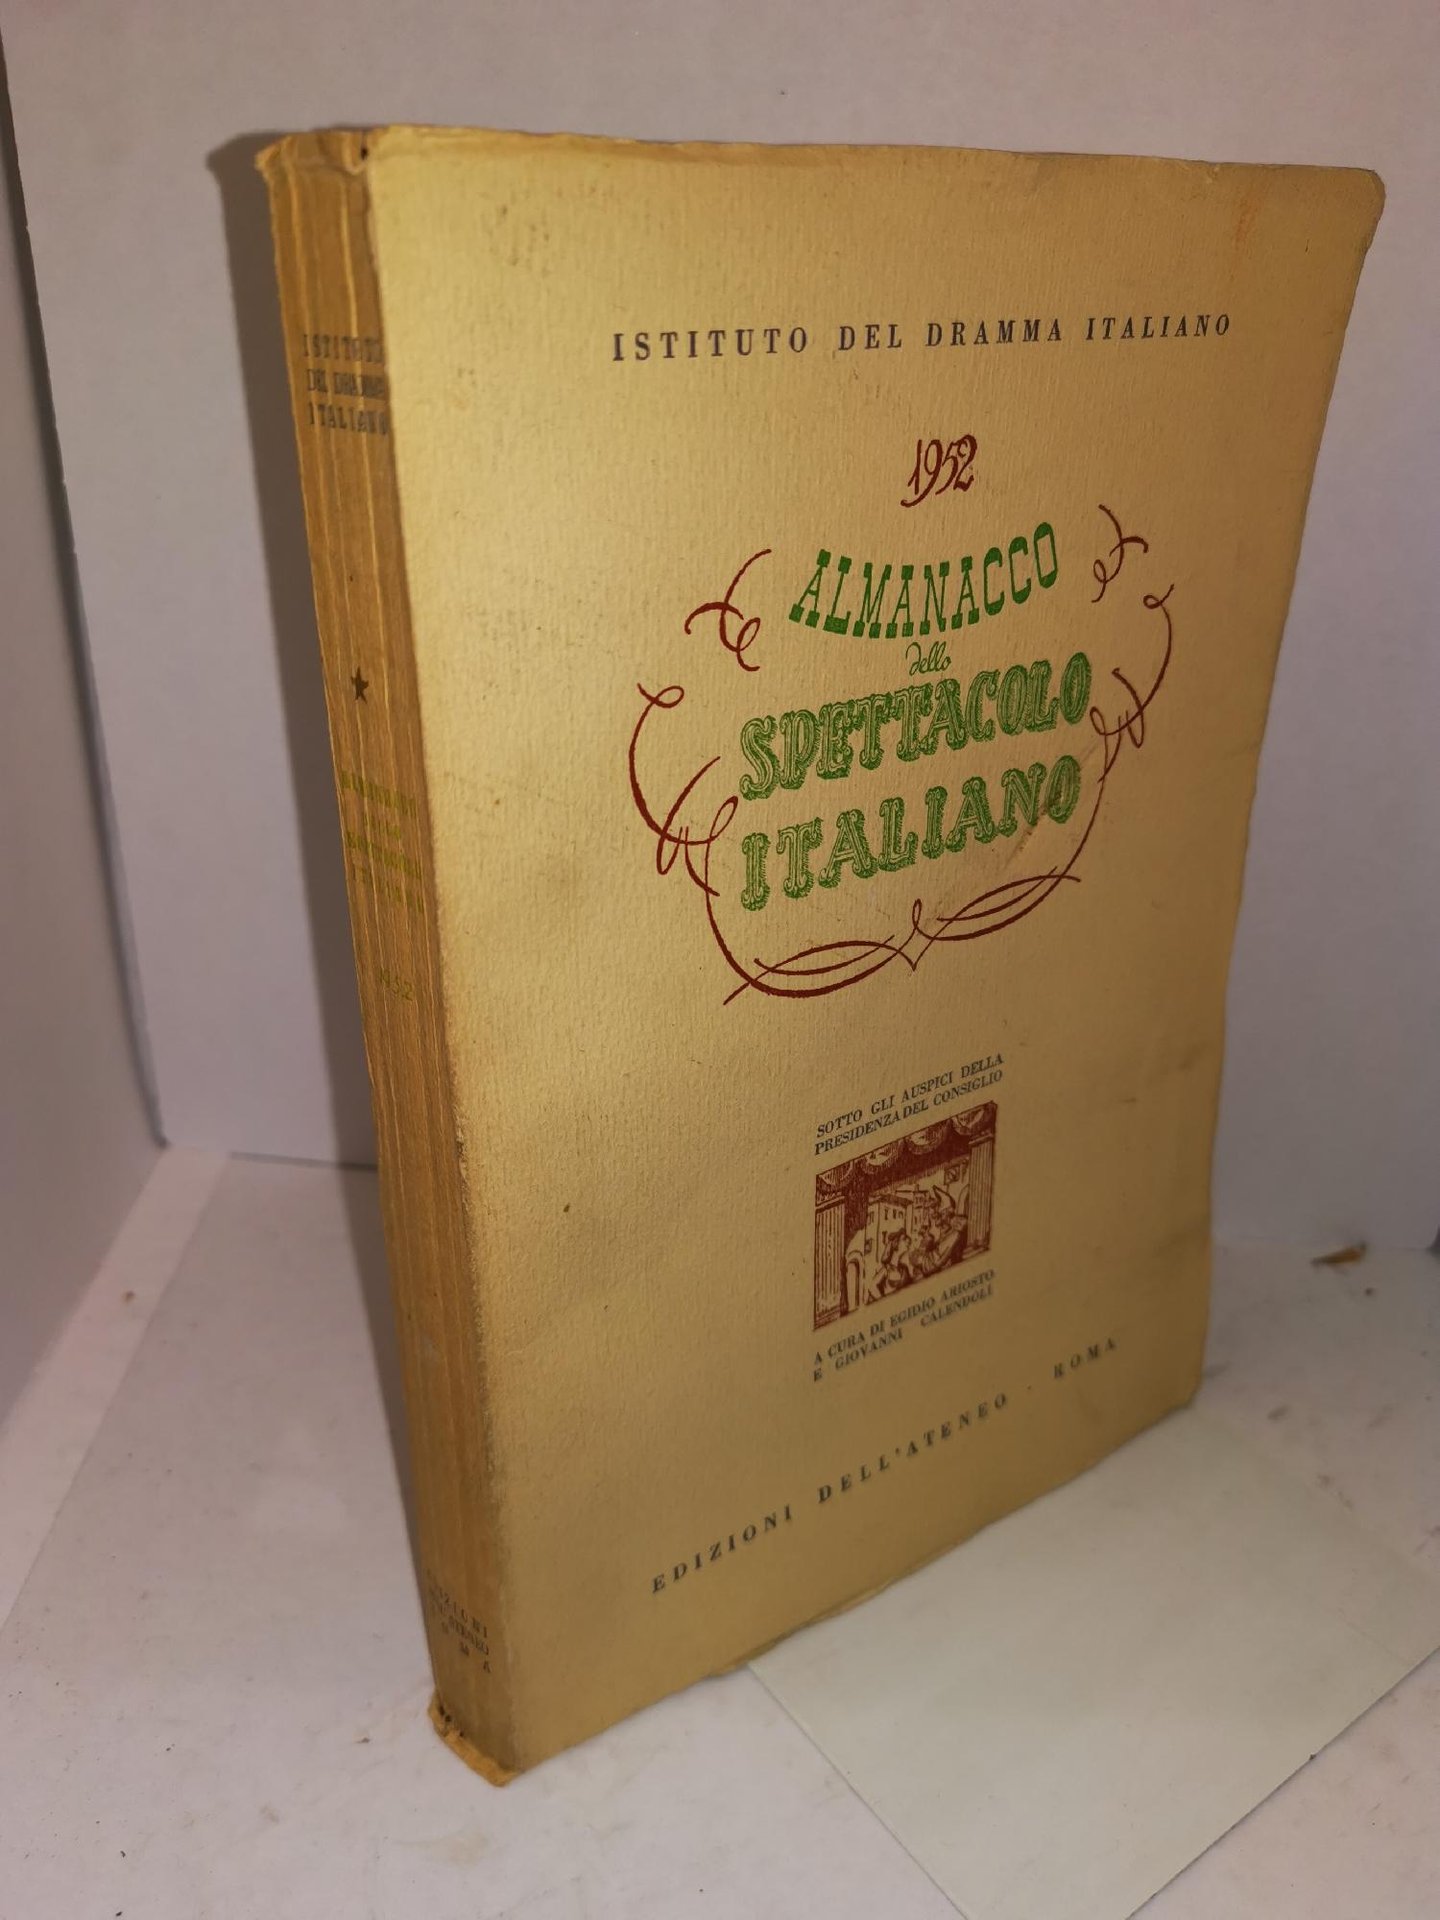 ISTITUTO DEL DRAMMA ITALIANO
1952
ALMANACCO
dello
SPETTACOLO
ITALIANO
SOTTO GLI AUSPICI DELLA
PRESIDENZA DEL CONSIGLIO
A CURA DI EGIDIO ARIOSTO
E GIOVANNI CALENDOLI
EDIZIONI DELL'ATENEO · ROMA
DEL DRAMMA
ITALIANO
1952